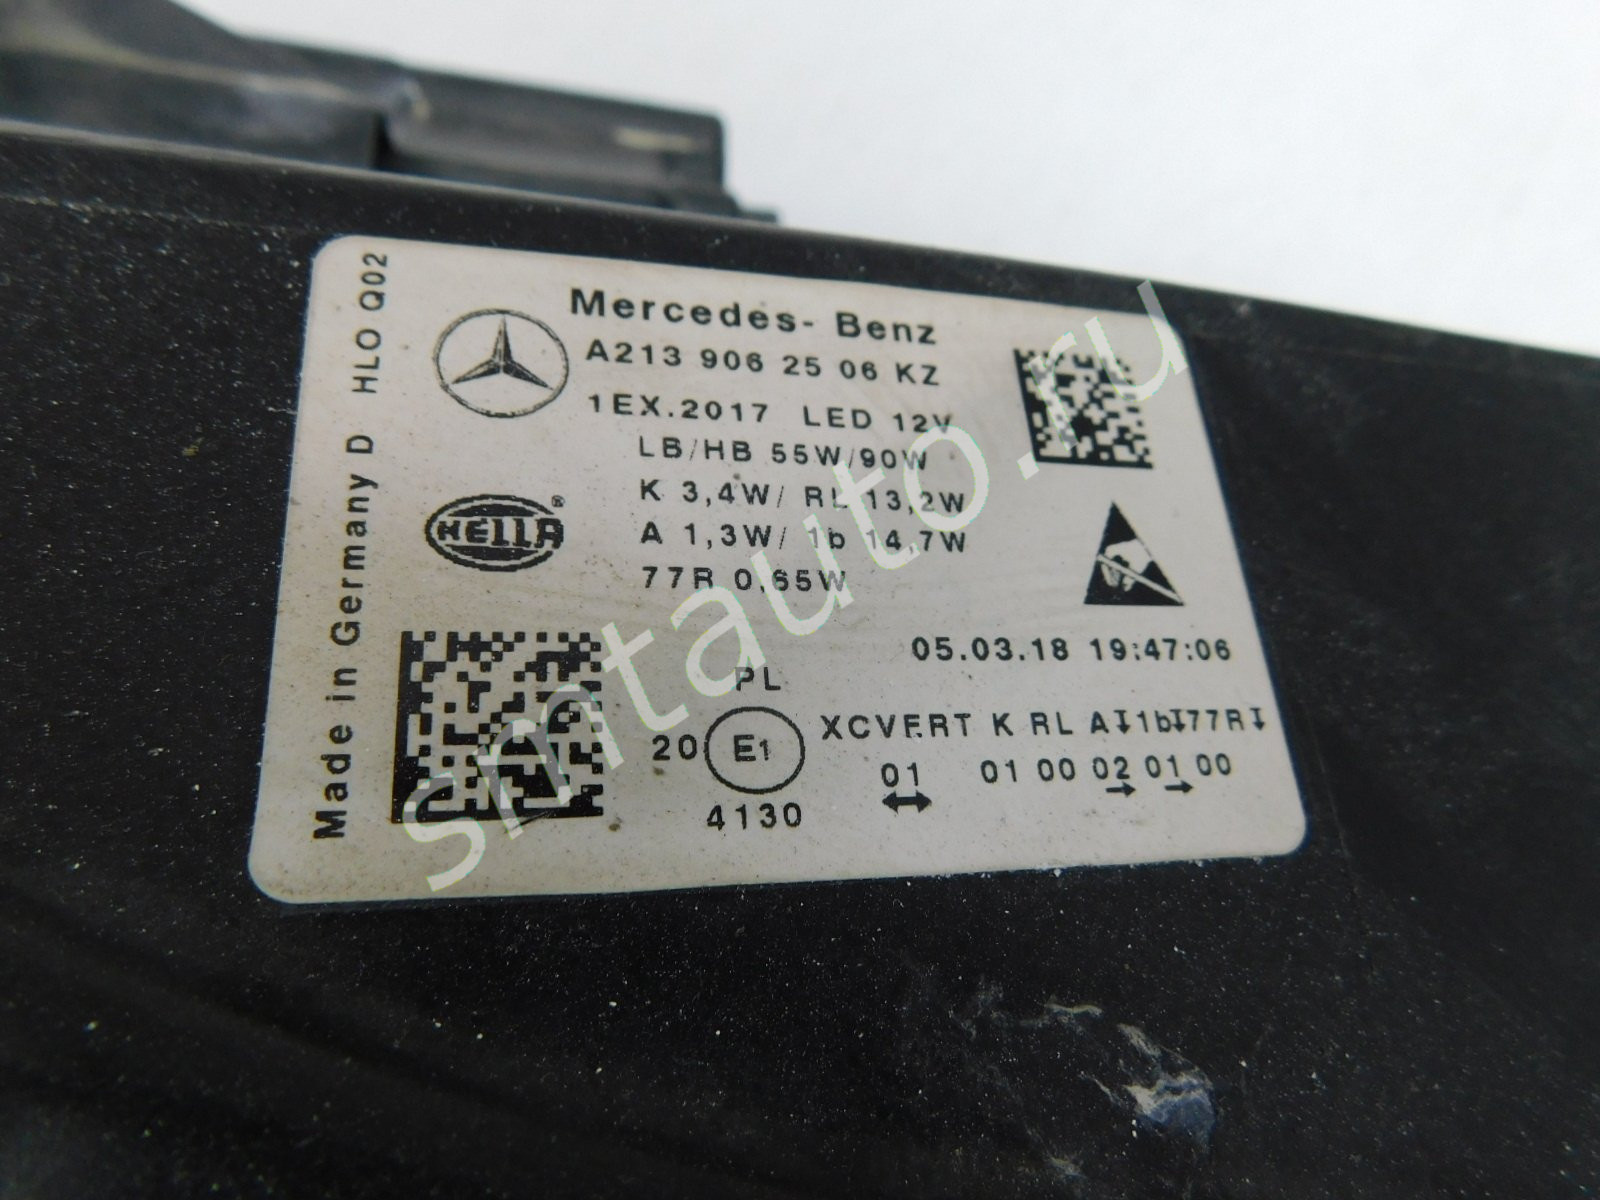 Mercedes- Benz
A213 906 25 06 KZ
1EX.2017 LED 12V
LB/HB 55W/90W
K 3,4W/ RL 13,2W
A 1,3W/ 1b 14,7W
77R 0,65W
HELLA®
Made in Germany D HLO Q02
05.03.18 19:47:06
PL
20 E1 XCVERT K RL A↧1b↧77R↧
01 01 00 02 01 00
↔ → →
4130
smtauto.ru